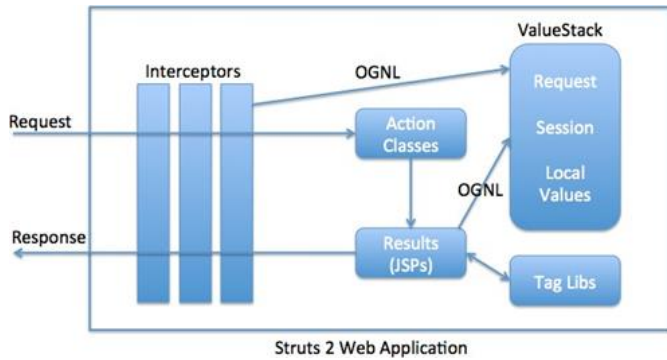 ValueStack
Interceptors
OGNL
Request
Request
Action
Classes
Session
OGNL
Local
Values
Response
Results
(JSPs)
Tag Libs
Struts 2 Web Application